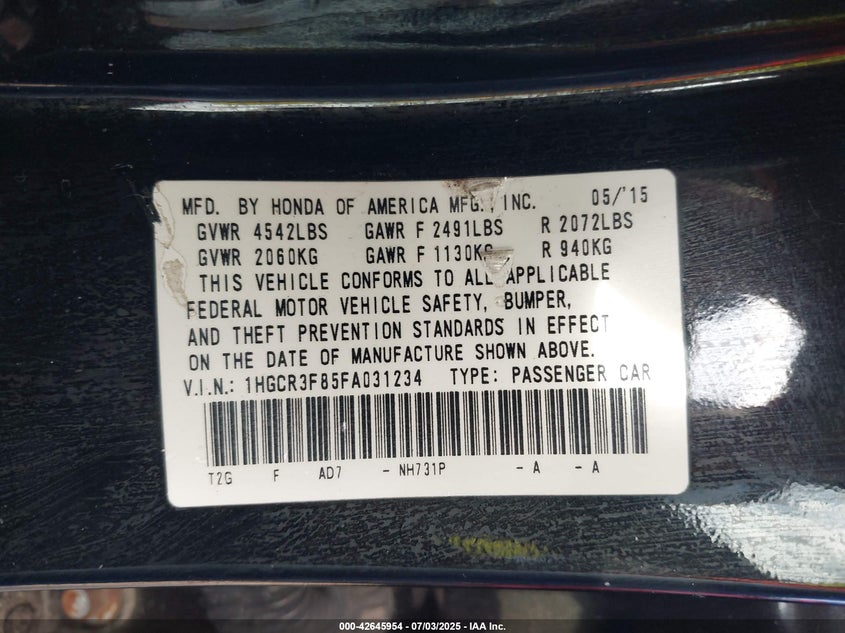 MFD. BY HONDA OF AMERICA MFG., INC. 05/'15
GVWR 4542LBS GAWR F 2491LBS R 2072LBS
GVWR 2060KG GAWR F 1130KG R 940KG
THIS VEHICLE CONFORMS TO ALL APPLICABLE
FEDERAL MOTOR VEHICLE SAFETY, BUMPER,
AND THEFT PREVENTION STANDARDS IN EFFECT
ON THE DATE OF MANUFACTURE SHOWN ABOVE.
V.I.N.: 1HGCR3F85FA031234 TYPE: PASSENGER CAR
T2G F AD7 - NH731P - A - A
000-42645954 - 07/03/2025 - IAA Inc.